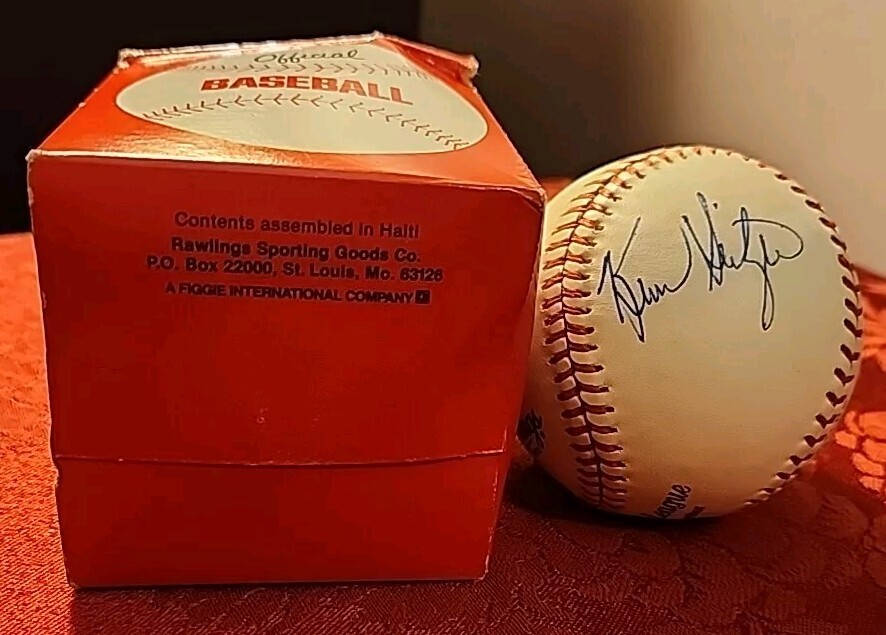 Official
BASEBALL
Contents assembled in Haiti
Rawlings Sporting Goods Co.
P.O. Box 22000, St. Louis, Mo. 63126
A FIGGIE INTERNATIONAL COMPANY
League